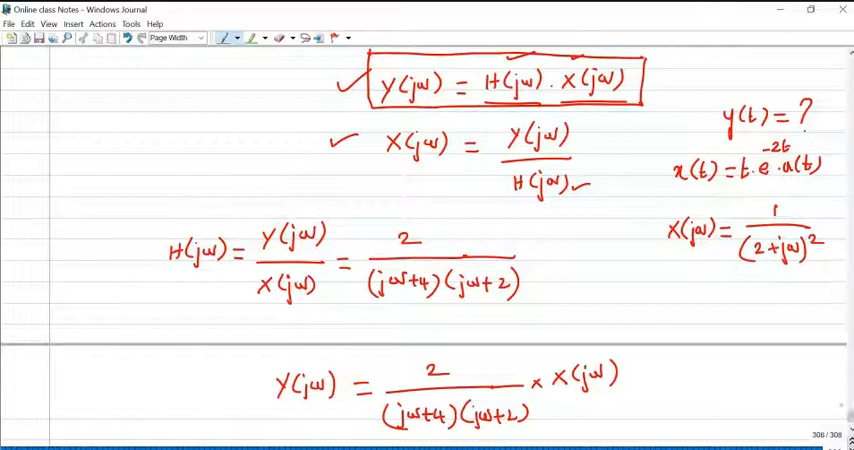 Online class Notes - Windows Journal
File Edit View Insert Actions Tools Help
Page Width
Y(jω) = H(jω) . X(jω)
y(t) = ?
X(jω) = Y(jω) / H(jω)
x(t) = t.e^-2t.u(t)
X(jω) = 1 / (2+jω)^2
H(jω) = Y(jω) / X(jω) = 2 / (jω+4)(jω+2)
Y(jω) = 2 / (jω+4)(jω+2) × X(jω)
308 / 308